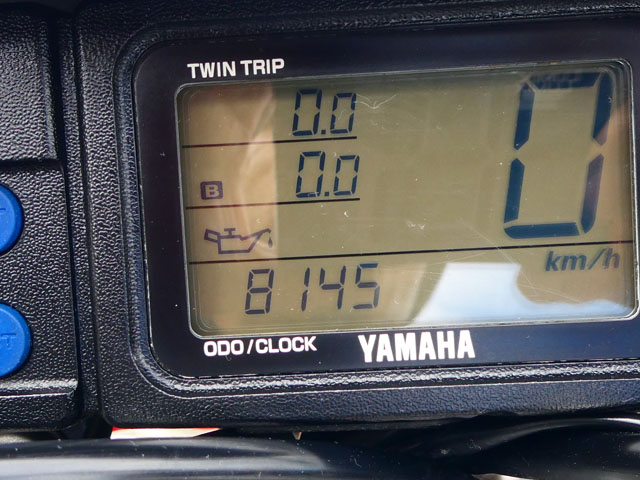 TWIN TRIP
0.0
B 0.0
0
km/h
8145
ODO/CLOCK YAMAHA